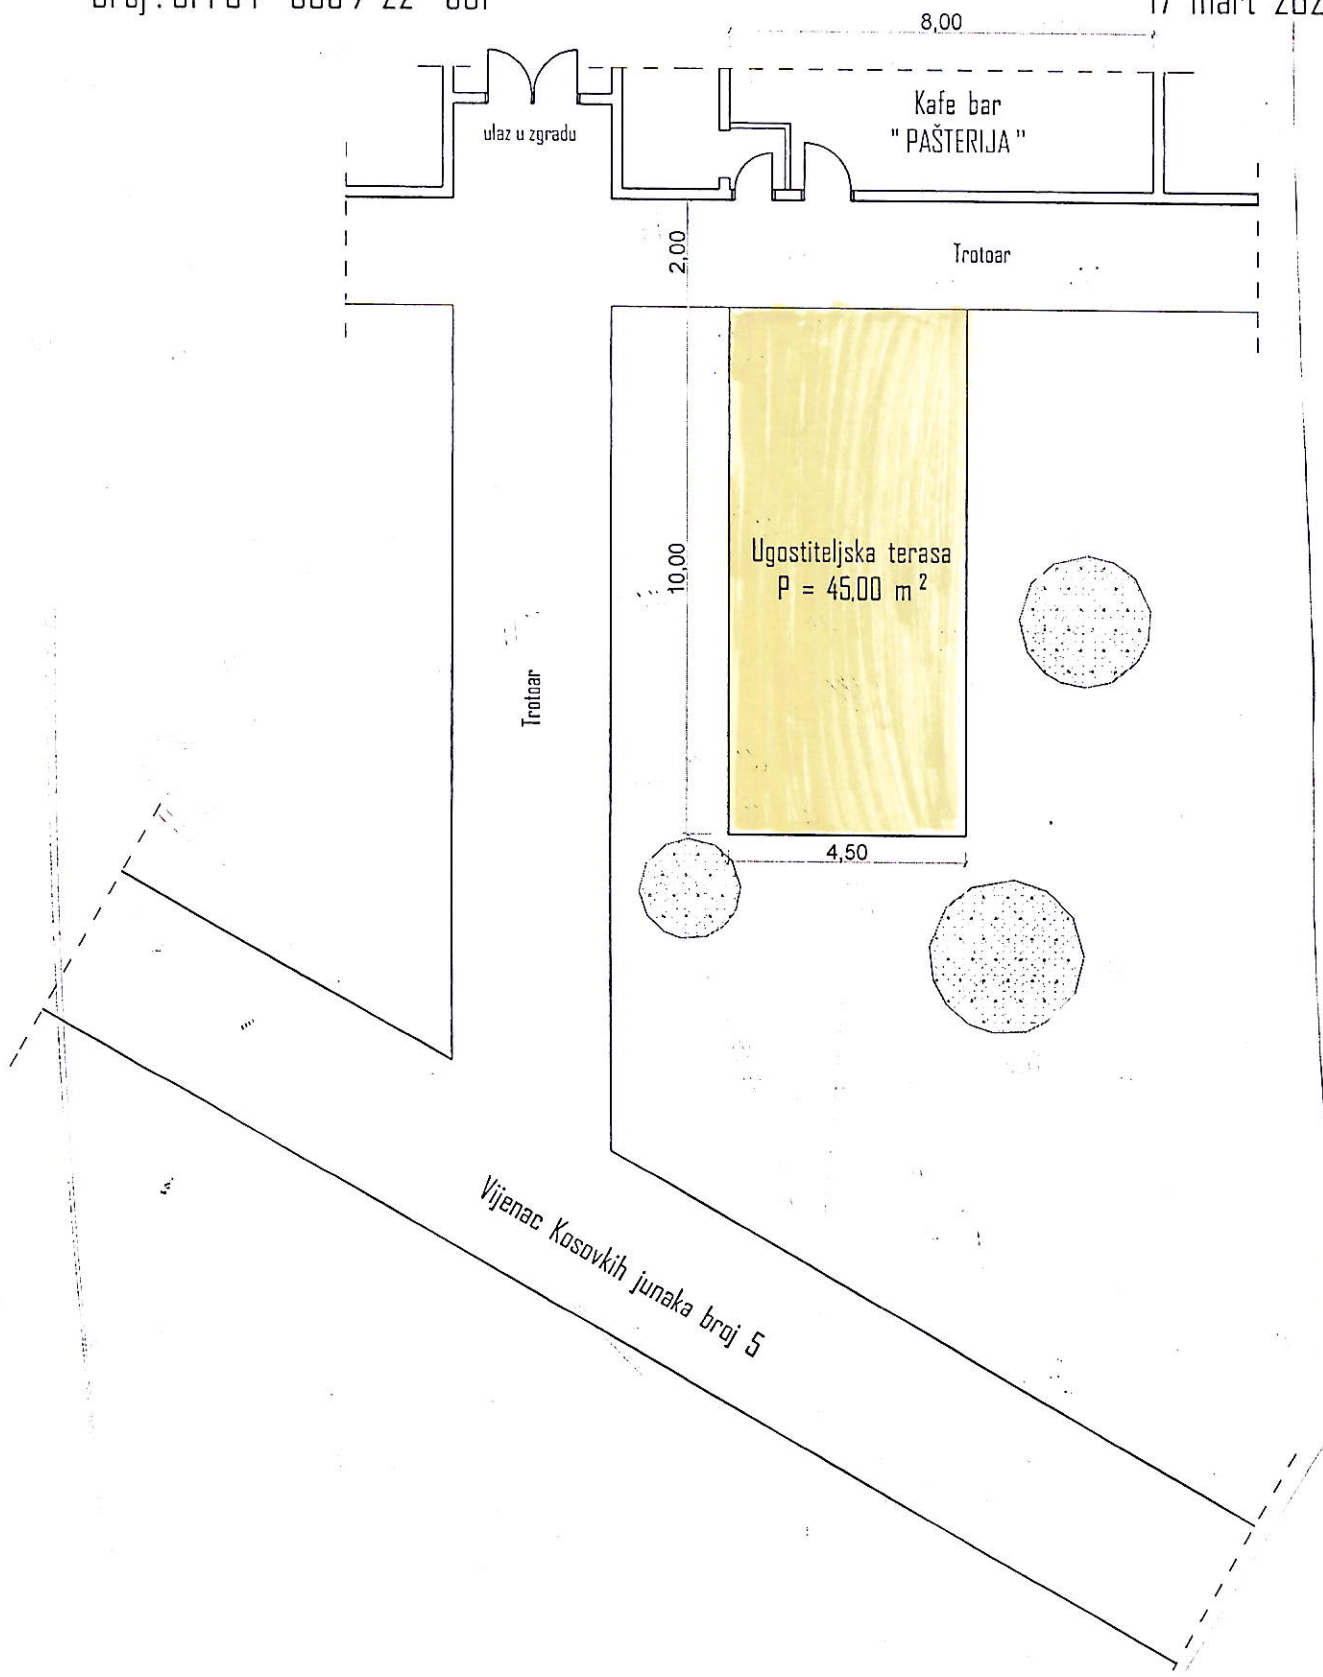 17 mart
8,00
Kafe bar
" PAŠTERIJA "
ulaz u zgradu
2,00
Trotoar
10,00
Ugostiteljska terasa
P = 45,00 m²
Trotoar
4,50
Vijenac Kosovkih junaka broj 5